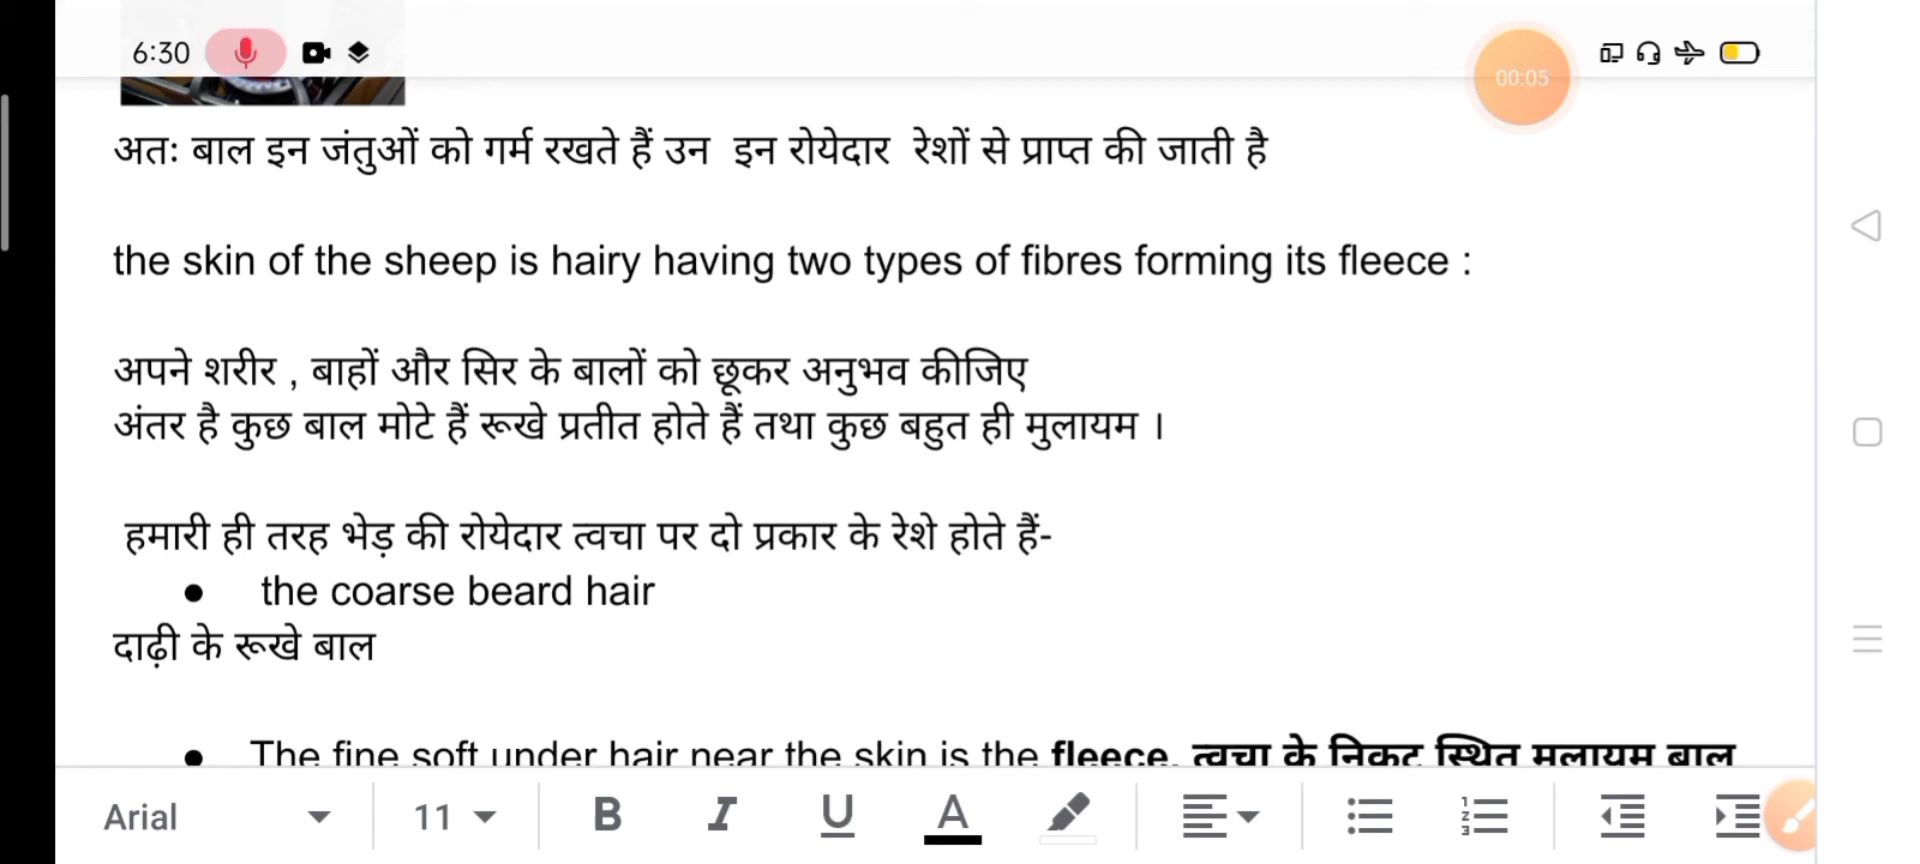 6:30
00:05
अतः बाल इन जंतुओं को गर्म रखते हैं उन इन रोयेदार रेशों से प्राप्त की जाती है
the skin of the sheep is hairy having two types of fibres forming its fleece :
अपने शरीर , बाहों और सिर के बालों को छूकर अनुभव कीजिए
अंतर है कुछ बाल मोटे हैं रूखे प्रतीत होते हैं तथा कुछ बहुत ही मुलायम ।
हमारी ही तरह भेड़ की रोयेदार त्वचा पर दो प्रकार के रेशे होते हैं-
● the coarse beard hair
दाढ़ी के रूखे बाल
● The fine soft under hair near the skin is the fleece. त्वचा के निकट स्थित मुलायम बाल
Arial 11 B I U A